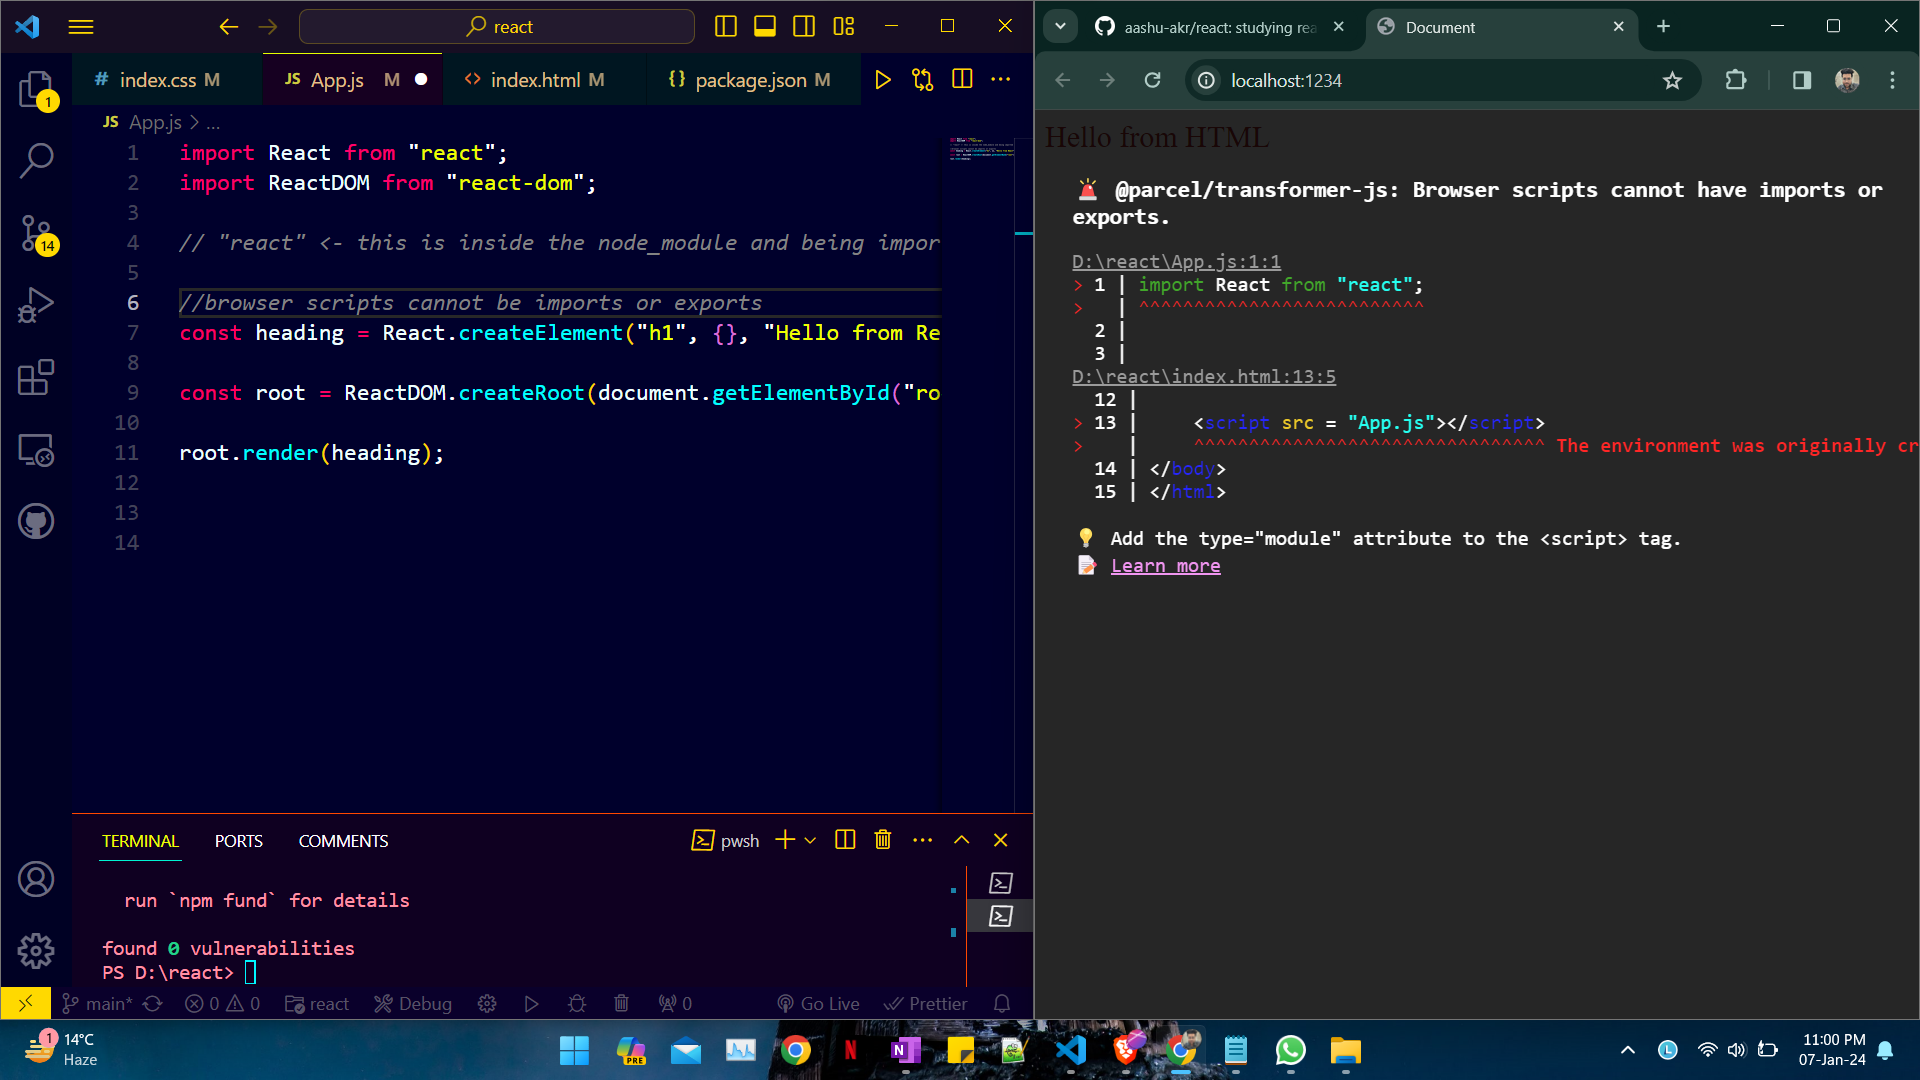 react
# index.css M
JS App.js M
<> index.html M
{} package.json M
JS App.js > ...
1 import React from "react";
2 import ReactDOM from "react-dom";
3
4 // "react" <- this is inside the node_module and being impor
5
6 //browser scripts cannot be imports or exports
7 const heading = React.createElement("h1", {}, "Hello from Re
8
9 const root = ReactDOM.createRoot(document.getElementById("ro
10
11 root.render(heading);
12
13
14
1
14
TERMINAL PORTS COMMENTS
pwsh
run `npm fund` for details
found 0 vulnerabilities
PS D:\react>
main* 0 0 react Debug 0 Go Live Prettier
aashu-akr/react: studying rea
Document
localhost:1234
Hello from HTML
🚨 @parcel/transformer-js: Browser scripts cannot have imports or
exports.
D:\react\App.js:1:1
> 1 | import React from "react";
> | ^^^^^^^^^^^^^^^^^^^^^^^^^^
2 |
3 |
D:\react\index.html:13:5
12 |
> 13 | <script src = "App.js"></script>
> | ^^^^^^^^^^^^^^^^^^^^^^^^^^^^^^^^ The environment was originally cr
14 | </body>
15 | </html>
💡 Add the type="module" attribute to the <script> tag.
📝 Learn more
1
14°C
Haze
PRE
N
N
L
11:00 PM
07-Jan-24